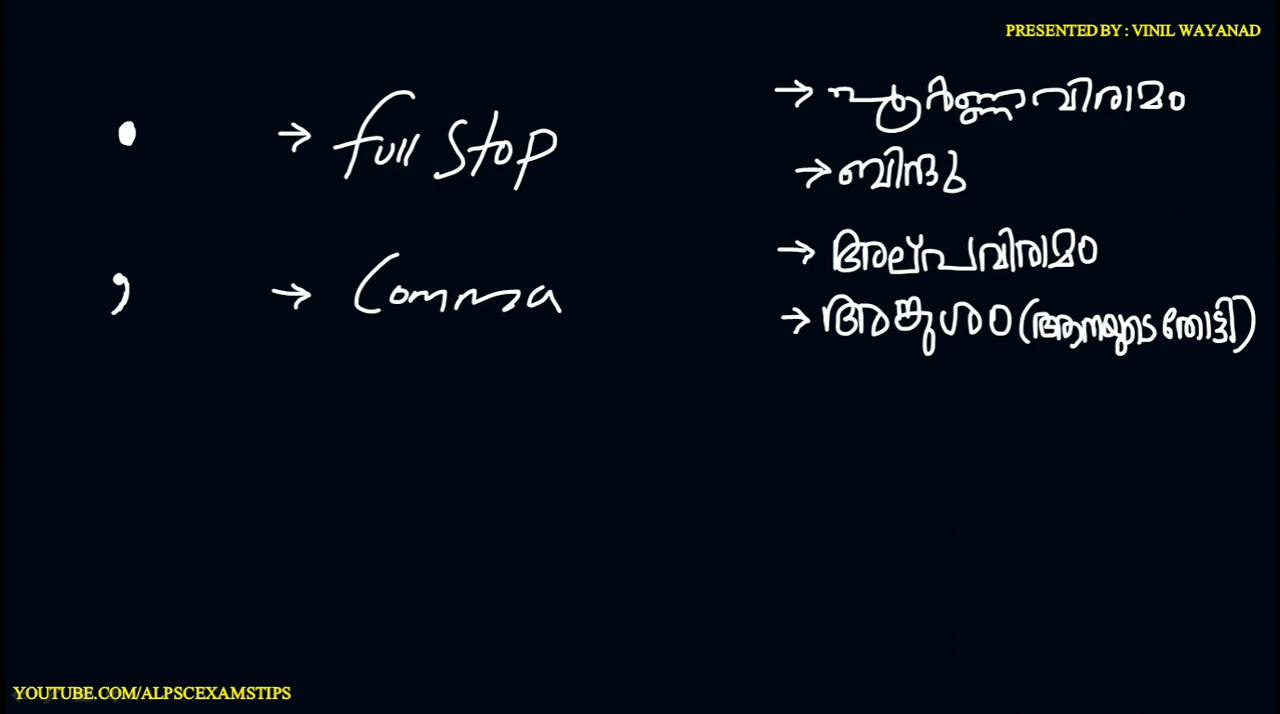 PRESENTED BY : VINIL WAYANAD
. → full stop → പൂർണ്ണവിരാമം
→ ബിന്ദു
, → Comma → അല്പവിരാമം
→ അങ്കുശം (ആനയുടെ തോട്ടി)
YOUTUBE.COM/ALPSCEXAMSTIPS